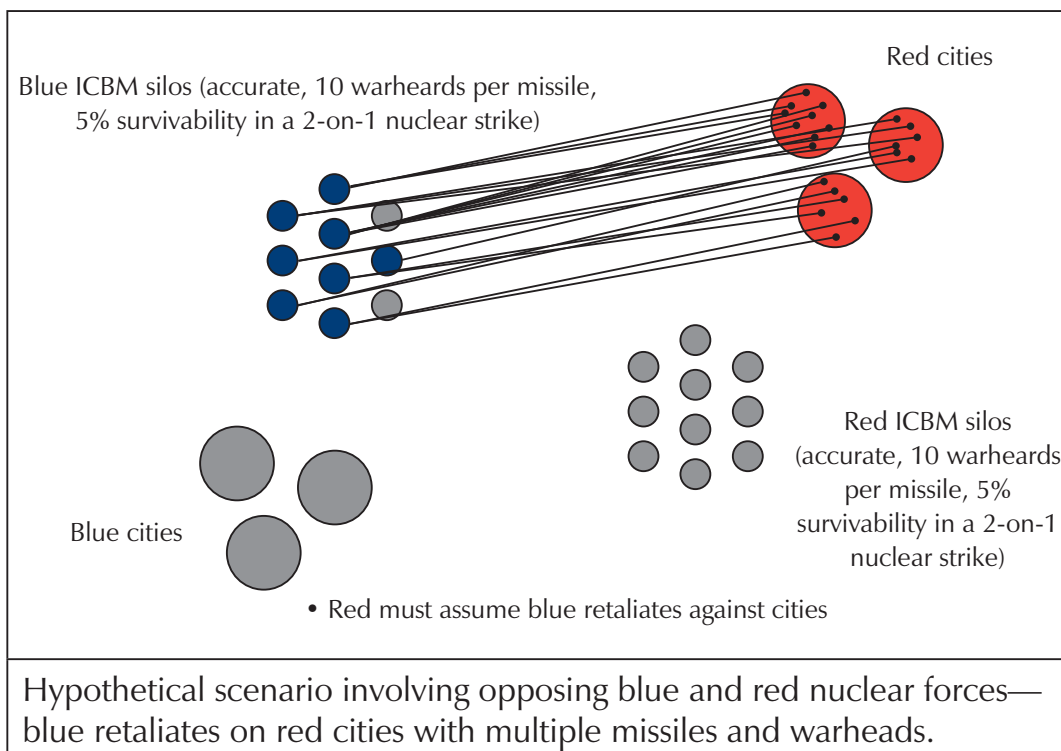 Red cities
Blue ICBM silos (accurate, 10 warheards per missile,
5% survivability in a 2-on-1 nuclear strike)
Red ICBM silos
(accurate, 10 warheards
per missile, 5%
survivability in a 2-on-1
nuclear strike)
Blue cities
• Red must assume blue retaliates against cities
Hypothetical scenario involving opposing blue and red nuclear forces—
blue retaliates on red cities with multiple missiles and warheads.